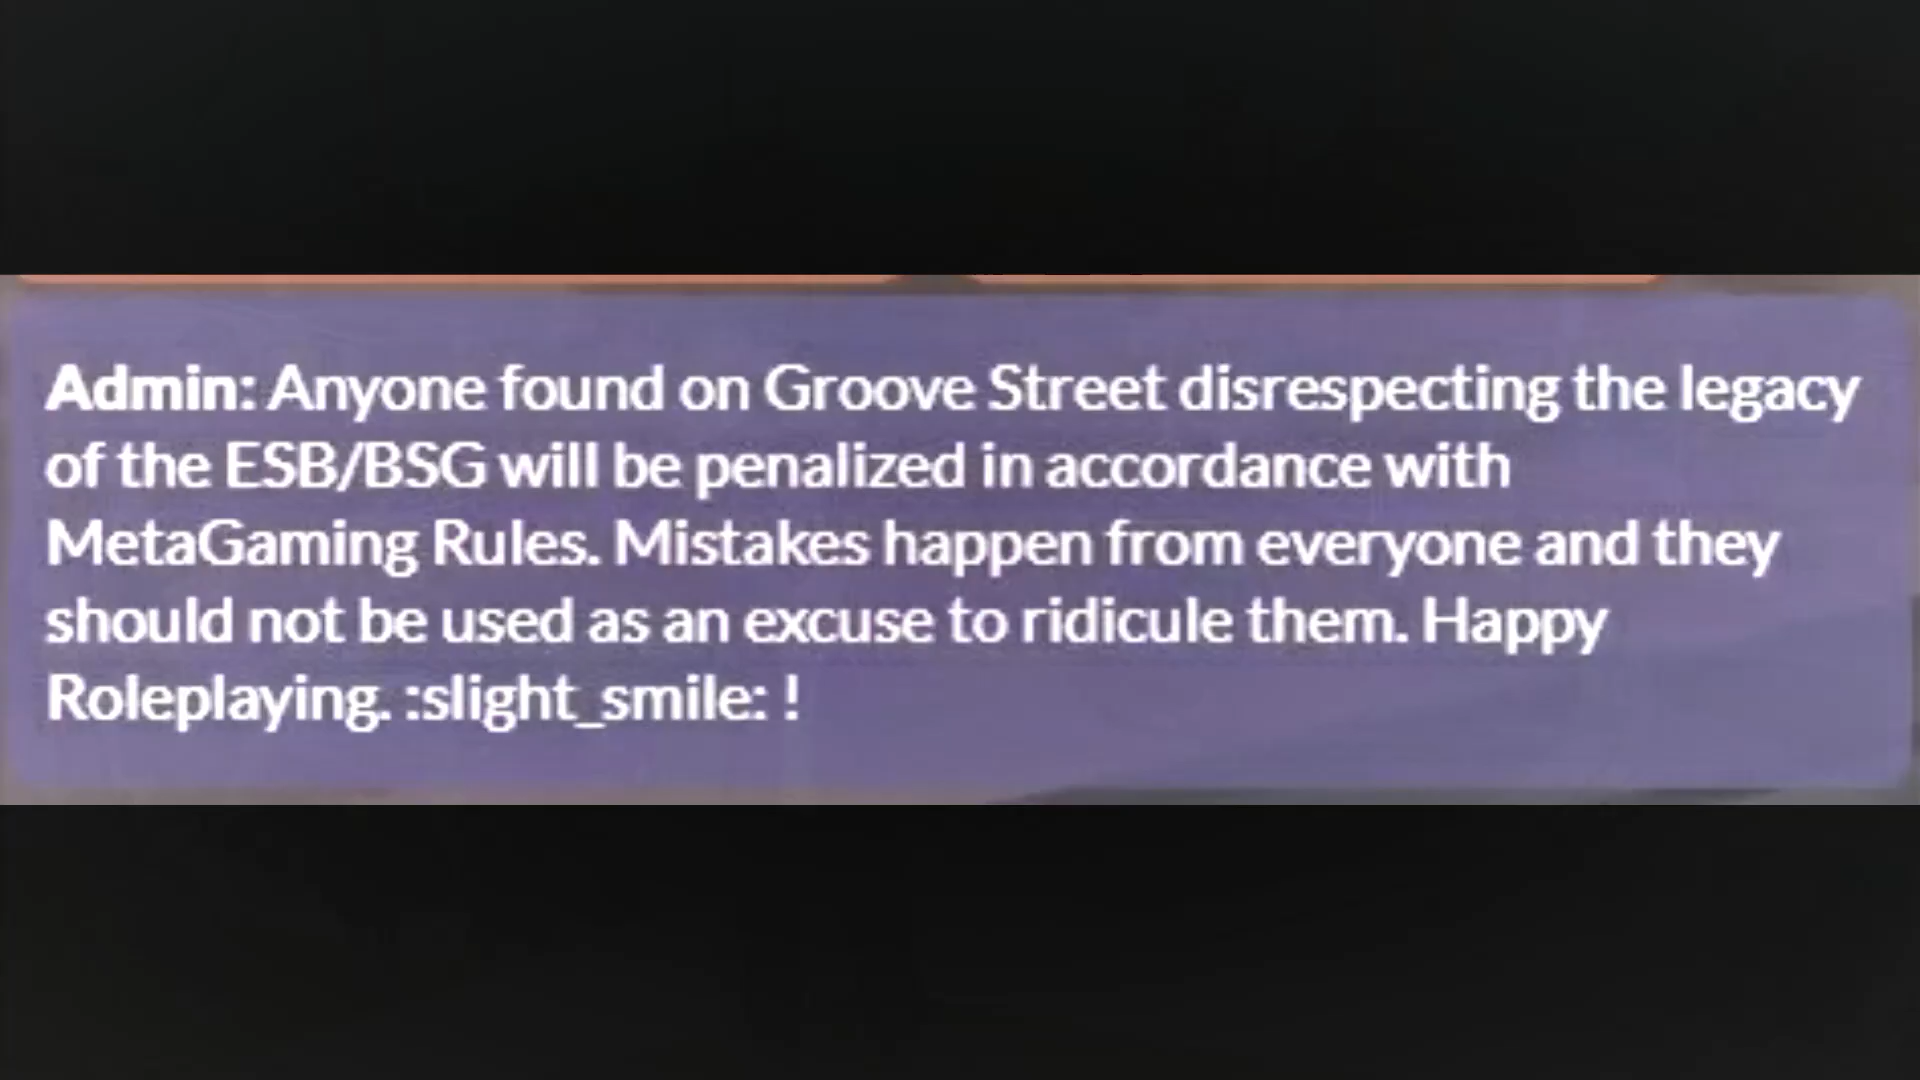 Admin: Anyone found on Groove Street disrespecting the legacy
of the ESB/BSG will be penalized in accordance with
MetaGaming Rules. Mistakes happen from everyone and they
should not be used as an excuse to ridicule them. Happy
Roleplaying. :slight_smile: !